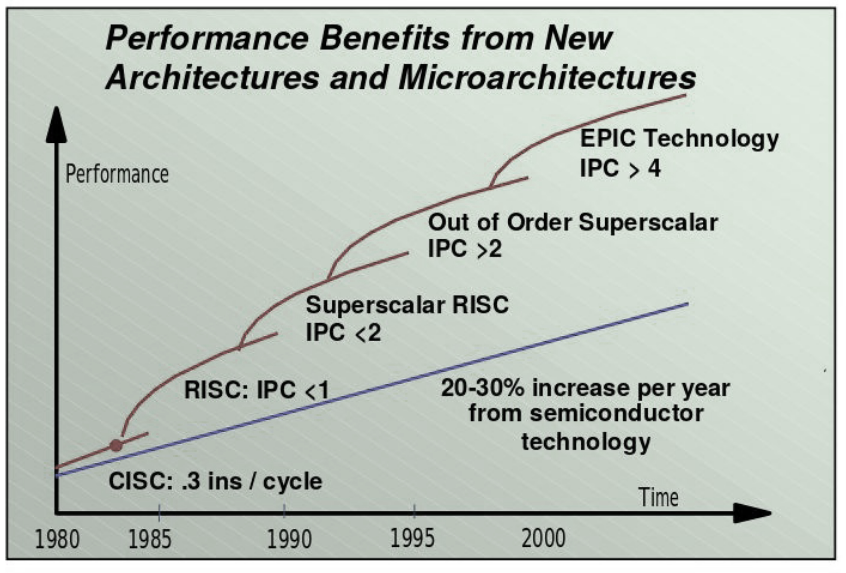 Performance Benefits from New
Architectures and Microarchitectures
Performance
EPIC Technology
IPC > 4
Out of Order Superscalar
IPC >2
Superscalar RISC
IPC <2
RISC: IPC <1
20-30% increase per year
from semiconductor
technology
CISC: .3 ins / cycle
Time
1980 1985 1990 1995 2000